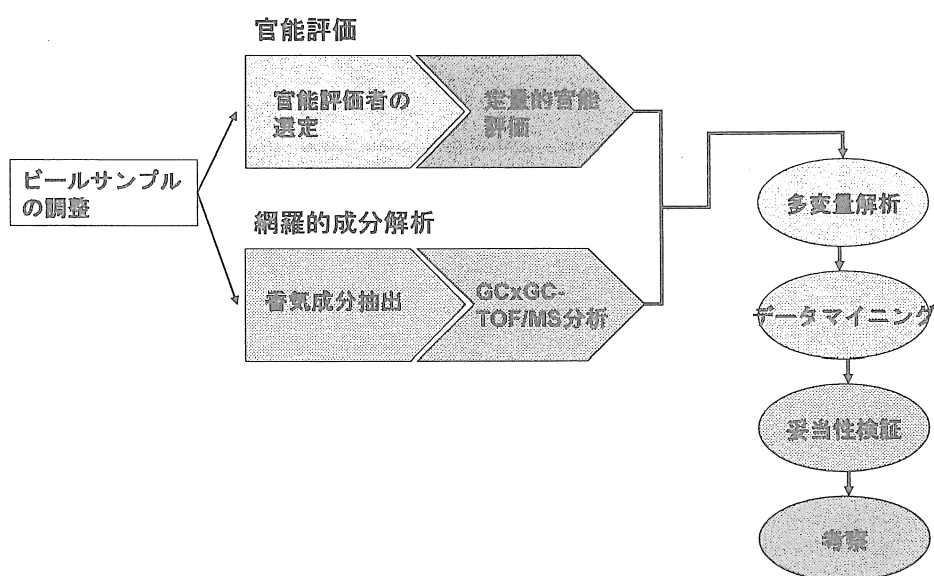 官能評価
官能評価者の
選定
定量的官能
評価
ビールサンプル
の調整
網羅的成分解析
香気成分抽出
GCxGC-
TOF/MS分析
多変量解析
データマイニング
妥当性検証
考察